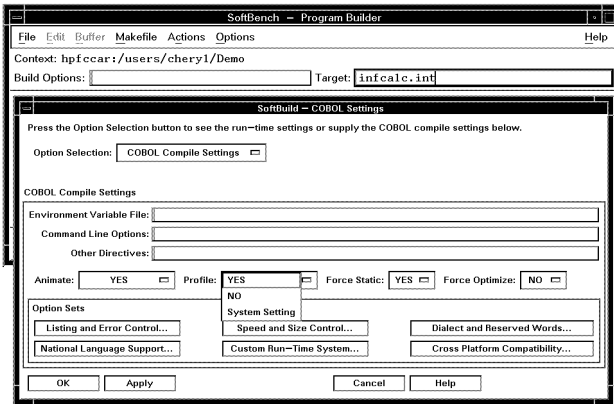 SoftBench – Program Builder
File Edit Buffer Makefile Actions Options Help
Context: hpfccar:/users/cheryl/Demo
Build Options: Target: infcalc.int
SoftBuild – COBOL Settings
Press the Option Selection button to see the run–time settings or supply the COBOL compile settings below.
Option Selection: COBOL Compile Settings
COBOL Compile Settings
Environment Variable File:
Command Line Options:
Other Directives:
Animate: YES Profile: YES Force Static: YES Force Optimize: NO
NO
System Setting
Option Sets
Listing and Error Control... Speed and Size Control... Dialect and Reserved Words...
National Language Support... Custom Run–Time System... Cross Platform Compatibility...
OK Apply Cancel Help